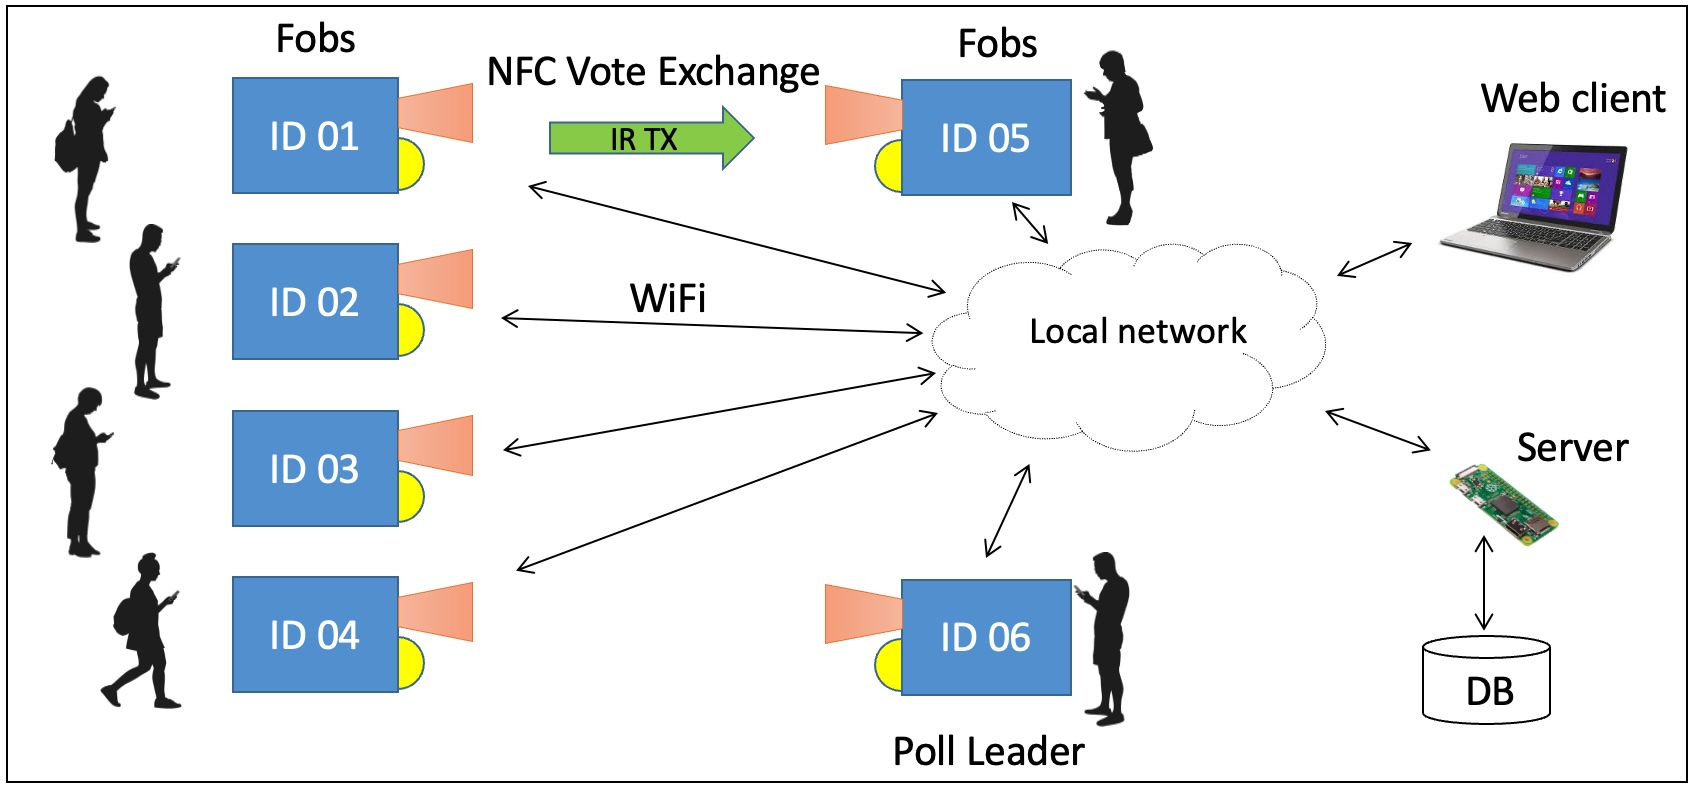 Fobs
NFC Vote Exchange
Fobs
Web client
ID 01
IR TX
ID 05
ID 02
WiFi
Local network
ID 03
Server
ID 04
ID 06
DB
Poll Leader